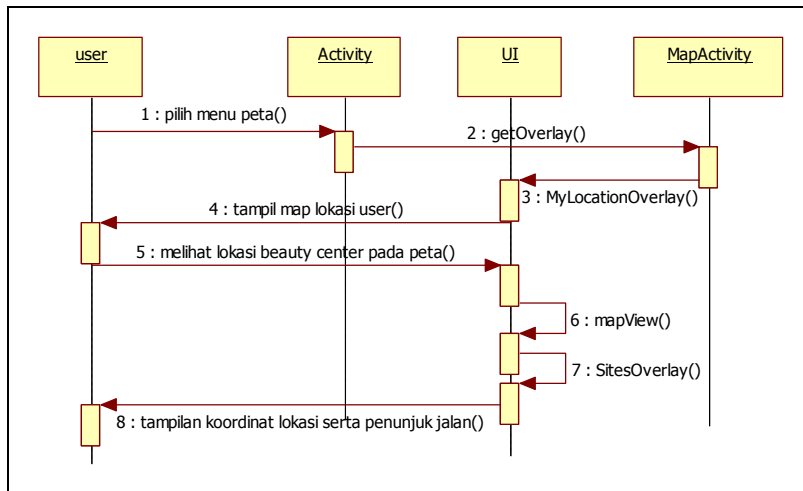 user
Activity
UI
MapActivity
1 : pilih menu peta()
2 : getOverlay()
3 : MyLocationOverlay()
4 : tampil map lokasi user()
5 : melihat lokasi beauty center pada peta()
6 : mapView()
7 : SitesOverlay()
8 : tampilan koordinat lokasi serta penunjuk jalan()